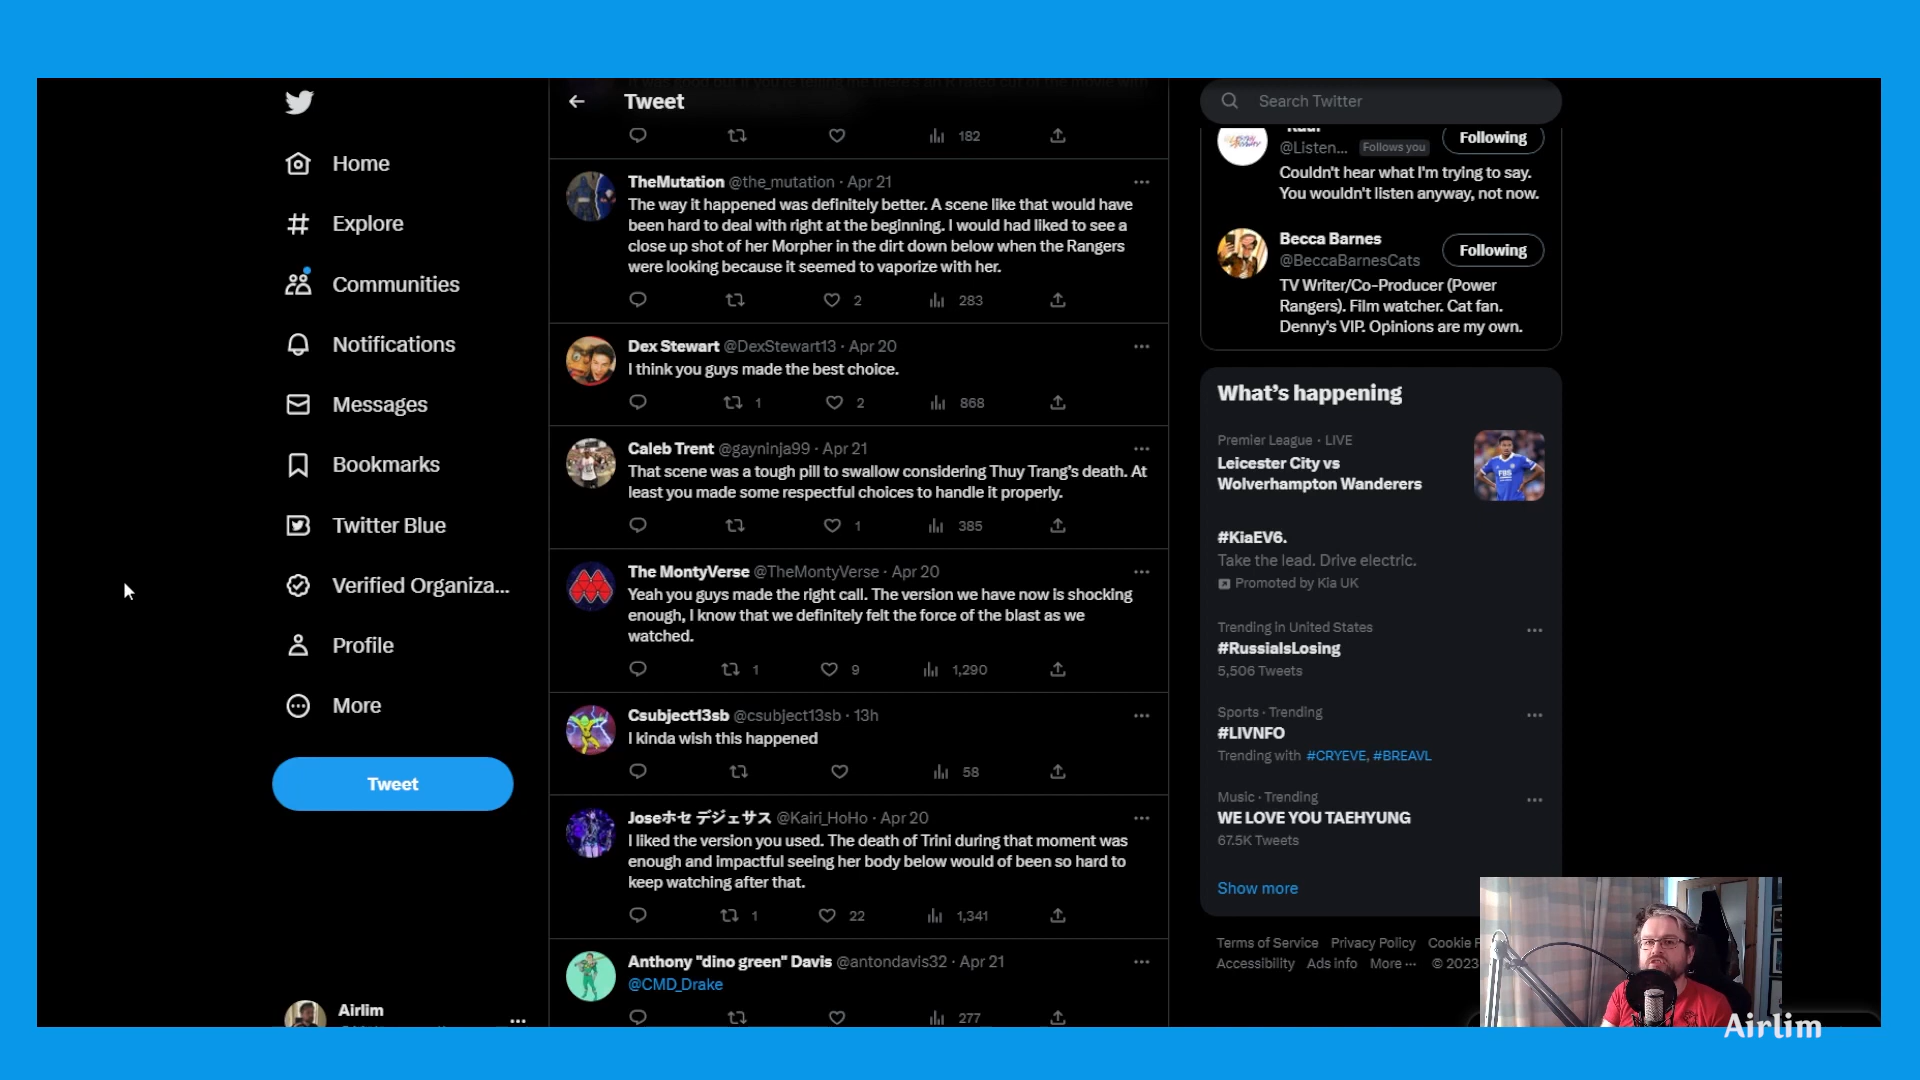 Home
Explore
Communities
Notifications
Messages
Bookmarks
Twitter Blue
Verified Organiza...
Profile
More
Tweet
Airlim
Tweet
182
TheMutation @the_mutation · Apr 21
The way it happened was definitely better. A scene like that would have
been hard to deal with right at the beginning. I would had liked to see a
close up shot of her Morpher in the dirt down below when the Rangers
were looking because it seemed to vaporize with her.
2 283
Dex Stewart @DexStewart13 · Apr 20
I think you guys made the best choice.
1 2 868
Caleb Trent @gayninja99 · Apr 21
That scene was a tough pill to swallow considering Thuy Trang's death. At
least you made some respectful choices to handle it properly.
1 385
The MontyVerse @TheMontyVerse · Apr 20
Yeah you guys made the right call. The version we have now is shocking
enough, I know that we definitely felt the force of the blast as we
watched.
1 9 1,290
Csubject13sb @csubject13sb · 13h
I kinda wish this happened
58
Joseホセ デジェサス @Kairi_HoHo · Apr 20
I liked the version you used. The death of Trini during that moment was
enough and impactful seeing her body below would of been so hard to
keep watching after that.
1 22 1,341
Anthony "dino green" Davis @antondavis32 · Apr 21
@CMD_Drake
277
Search Twitter
@Listen... Follows you Following
Couldn't hear what I'm trying to say.
You wouldn't listen anyway, not now.
Becca Barnes
@BeccaBarnesCats Following
TV Writer/Co-Producer (Power
Rangers). Film watcher. Cat fan.
Denny's VIP. Opinions are my own.
What's happening
Premier League · LIVE
Leicester City vs
Wolverhampton Wanderers
#KiaEV6.
Take the lead. Drive electric.
Promoted by Kia UK
Trending in United States
#RussiaIsLosing
5,506 Tweets
Sports · Trending
#LIVNFO
Trending with #CRYEVE, #BREAVL
Music · Trending
WE LOVE YOU TAEHYUNG
67.5K Tweets
Show more
Terms of Service Privacy Policy Cookie
Accessibility Ads info More ··· © 2023
Airlim